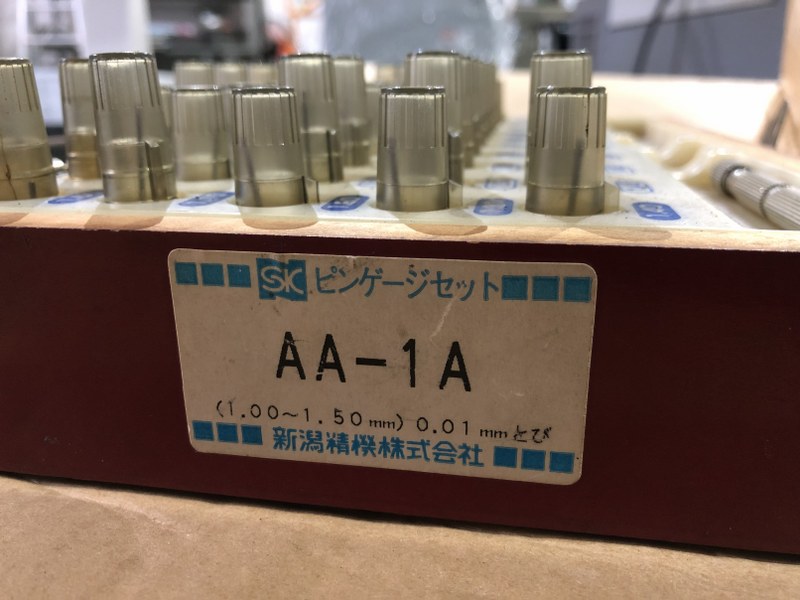 SK ピンゲージセット
AA-1A
(1.00~1.50mm) 0.01mmとび
新潟精機株式会社